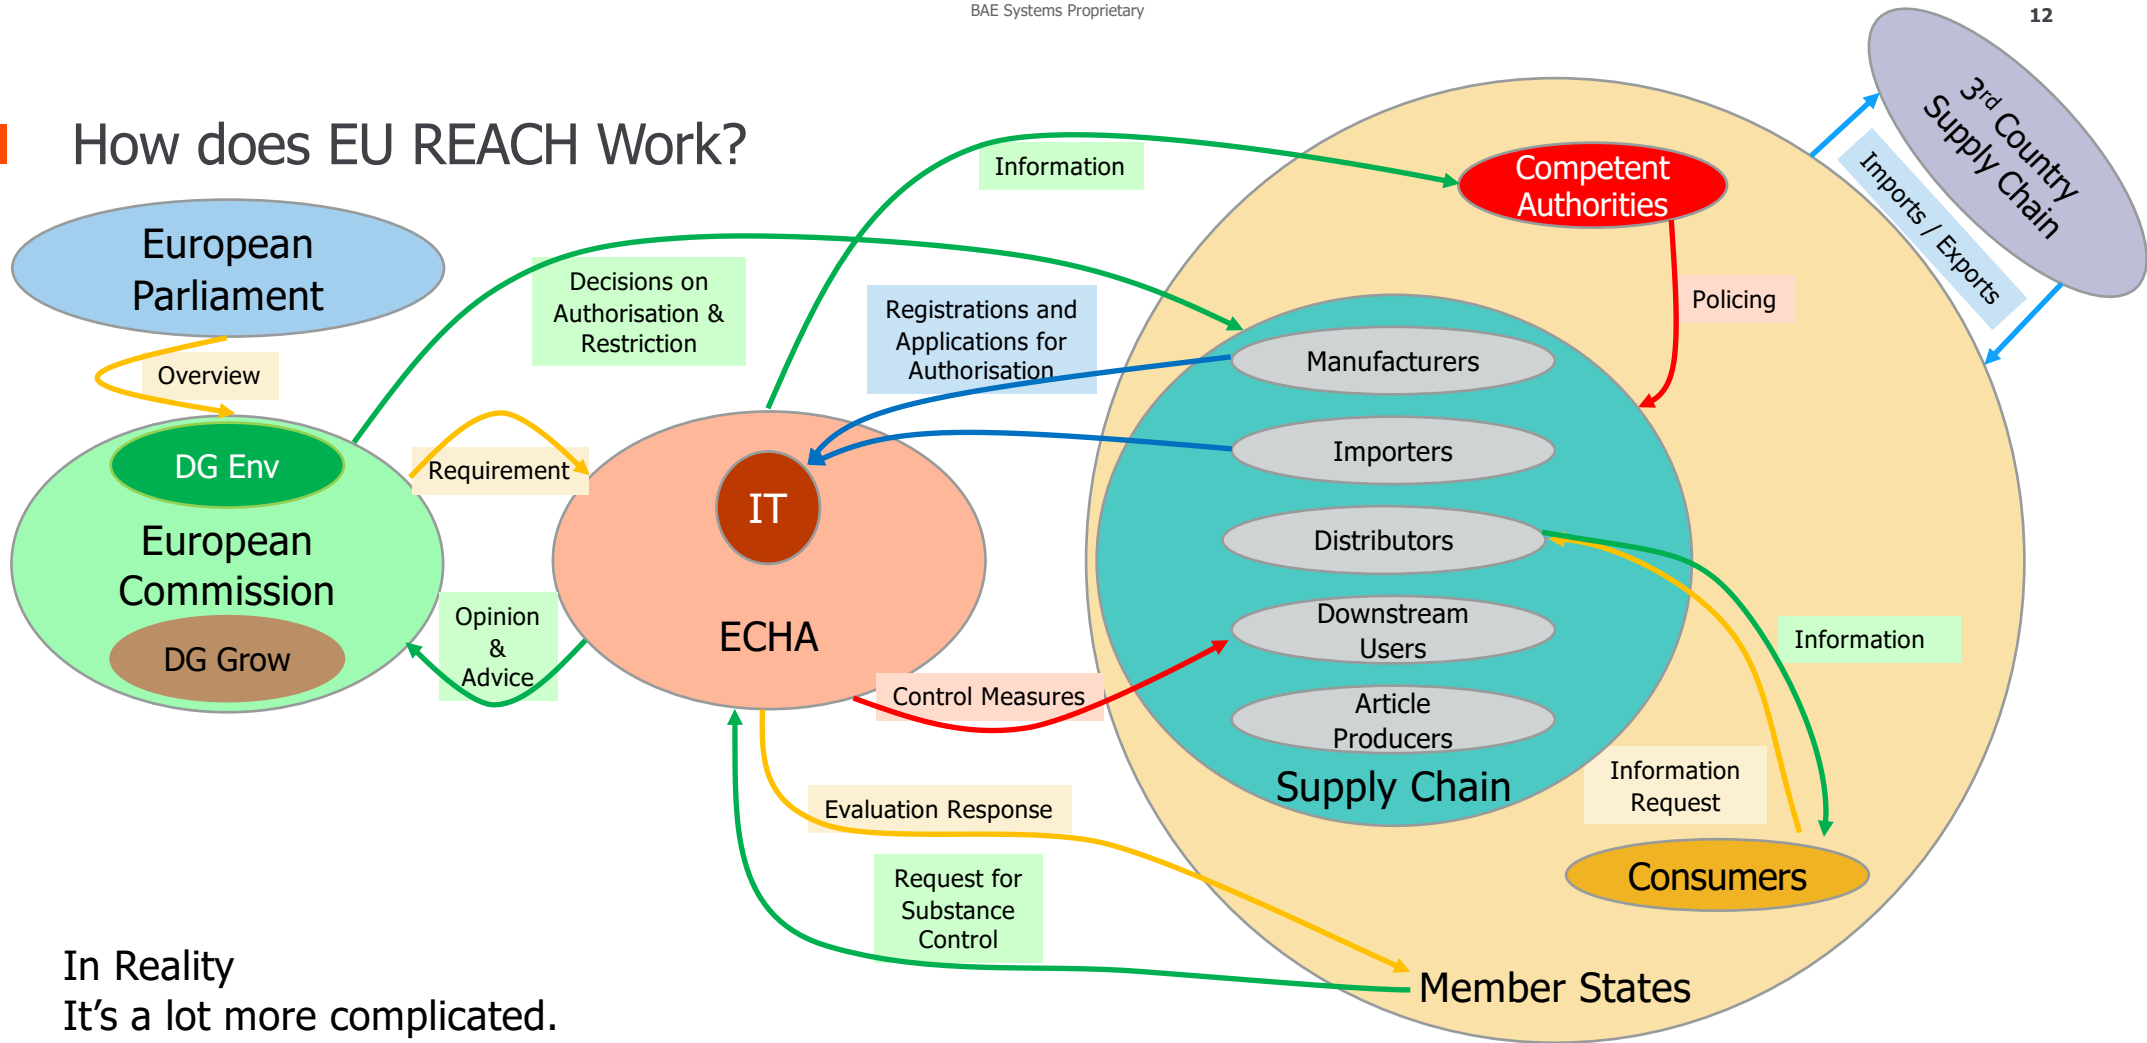 BAE Systems Proprietary
12
How does EU REACH Work?
3rd Country
Supply Chain
Imports / Exports
Information
Competent
Authorities
European
Parliament
Decisions on
Authorisation &
Restriction
Registrations and
Applications for
Authorisation
Policing
Overview
Manufacturers
DG Env
Requirement
Importers
IT
European
Commission
Distributors
DG Grow
Opinion
&
Advice
ECHA
Downstream
Users
Information
Control Measures
Article
Producers
Supply Chain
Information
Request
Evaluation Response
Consumers
Request for
Substance
Control
In Reality
It’s a lot more complicated.
Member States